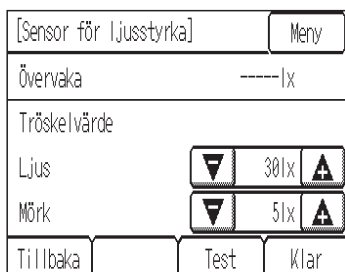 [Sensor för ljusstyrka] Meny
Övervaka -----lx
Tröskelvärde
Ljus 30lx
Mörk 5lx
Tillbaka Test Klar